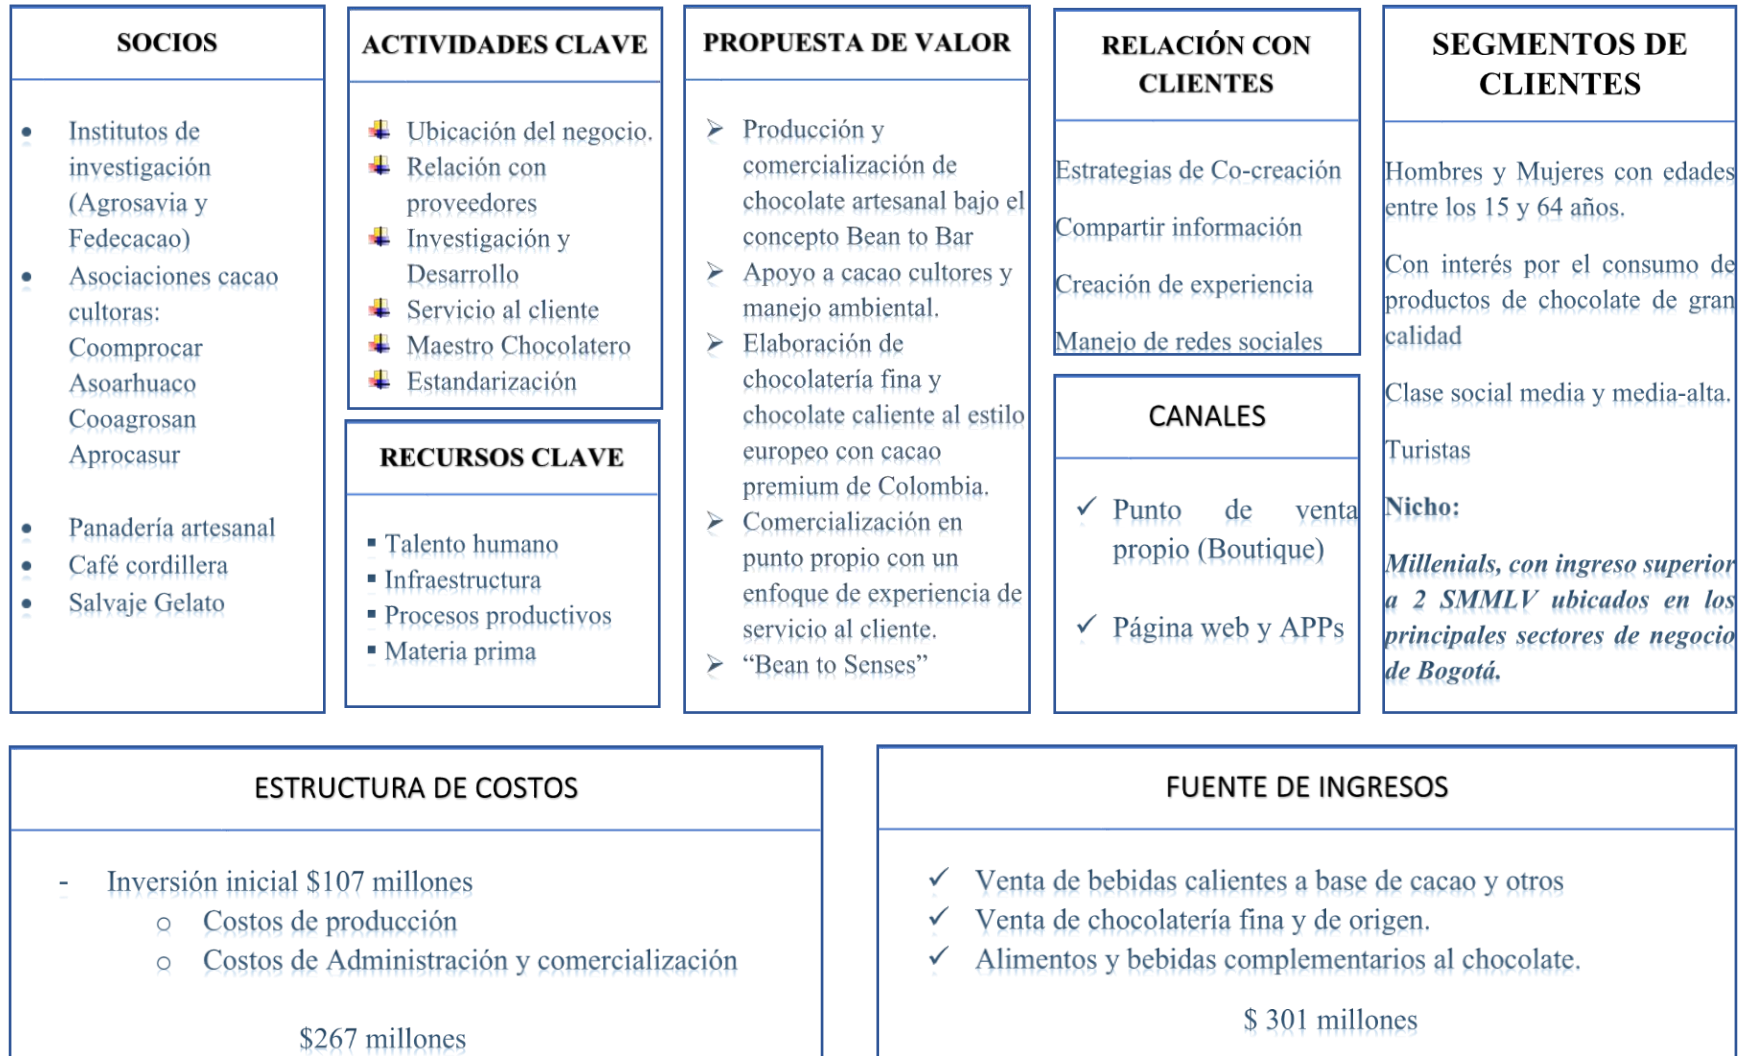 SOCIOS
Institutos de
investigación
(Agrosavia y
Fedecacao)
Asociaciones cacao
cultoras:
Coomprocar
Asoarhuaco
Cooagrosan
Aprocasur
Panadería artesanal
Café cordillera
Salvaje Gelato
ACTIVIDADES CLAVE
Ubicación del negocio.
Relación con
proveedores
Investigación y
Desarrollo
Servicio al cliente
Maestro Chocolatero
Estandarización
RECURSOS CLAVE
Talento humano
Infraestructura
Procesos productivos
Materia prima
PROPUESTA DE VALOR
Producción y
comercialización de
chocolate artesanal bajo el
concepto Bean to Bar
Apoyo a cacao cultores y
manejo ambiental.
Elaboración de
chocolatería fina y
chocolate caliente al estilo
europeo con cacao
premium de Colombia.
Comercialización en
punto propio con un
enfoque de experiencia de
servicio al cliente.
“Bean to Senses”
RELACIÓN CON
CLIENTES
Estrategias de Co-creación
Compartir información
Creación de experiencia
Manejo de redes sociales
CANALES
Punto de venta
propio (Boutique)
Página web y APPs
SEGMENTOS DE
CLIENTES
Hombres y Mujeres con edades
entre los 15 y 64 años.
Con interés por el consumo de
productos de chocolate de gran
calidad
Clase social media y media-alta.
Turistas
Nicho:
Millenials, con ingreso superior
a 2 SMMLV ubicados en los
principales sectores de negocio
de Bogotá.
ESTRUCTURA DE COSTOS
- Inversión inicial $107 millones
o Costos de producción
o Costos de Administración y comercialización
$267 millones
FUENTE DE INGRESOS
Venta de bebidas calientes a base de cacao y otros
Venta de chocolatería fina y de origen.
Alimentos y bebidas complementarios al chocolate.
$ 301 millones